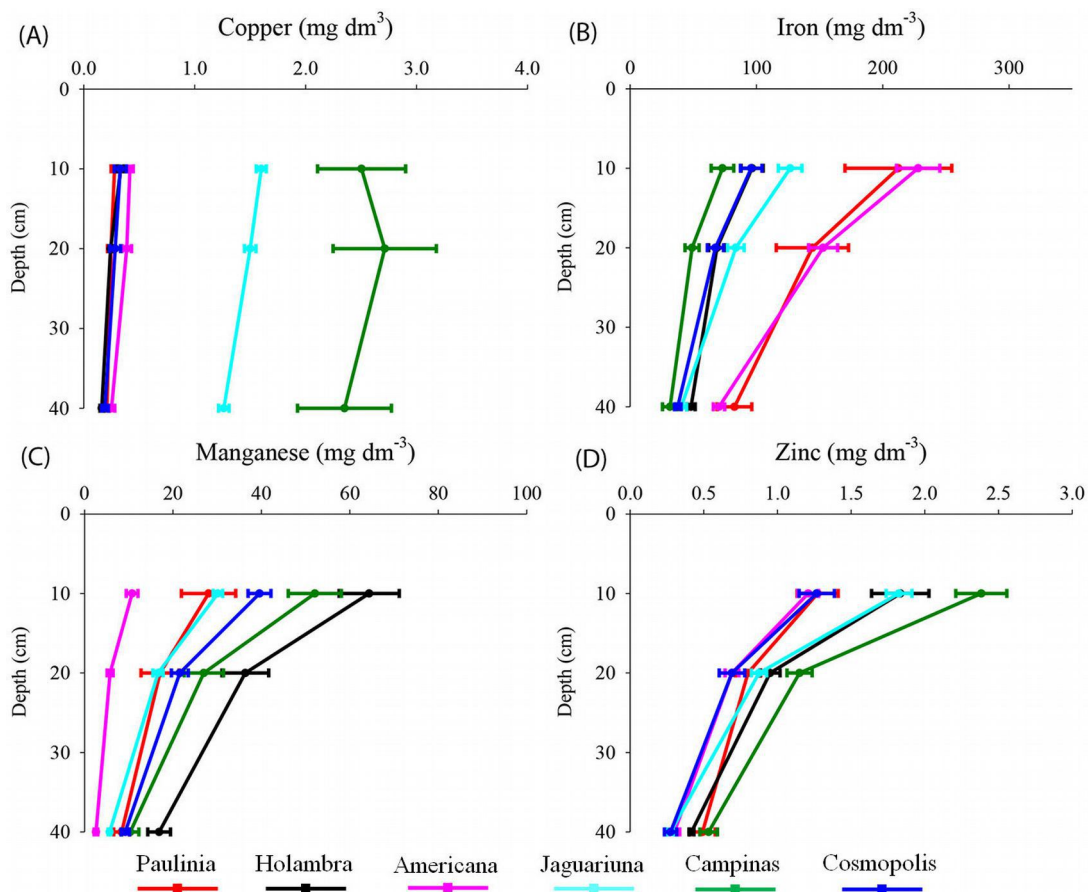 (A) Copper (mg dm³)
0.0 1.0 2.0 3.0 4.0
0
10
20
30
40
Depth (cm)
(B) Iron (mg dm⁻³)
0 100 200 300
0
10
20
30
40
Depth (cm)
(C) Manganese (mg dm⁻³)
0 20 40 60 80 100
0
10
20
30
40
Depth (cm)
(D) Zinc (mg dm⁻³)
0.0 0.5 1.0 1.5 2.0 2.5 3.0
0
10
20
30
40
Depth (cm)
Paulinia Holambra Americana Jaguariuna Campinas Cosmopolis